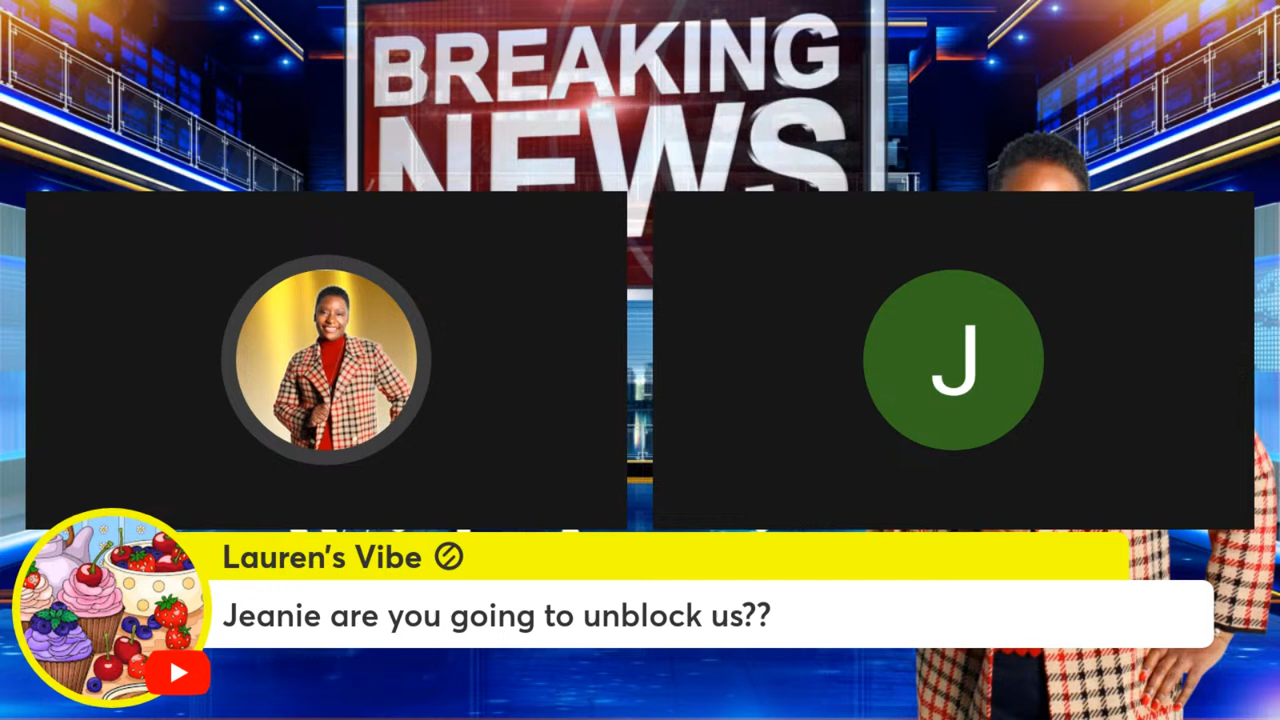 BREAKING
NEWS
J
Lauren's Vibe
Jeanie are you going to unblock us??